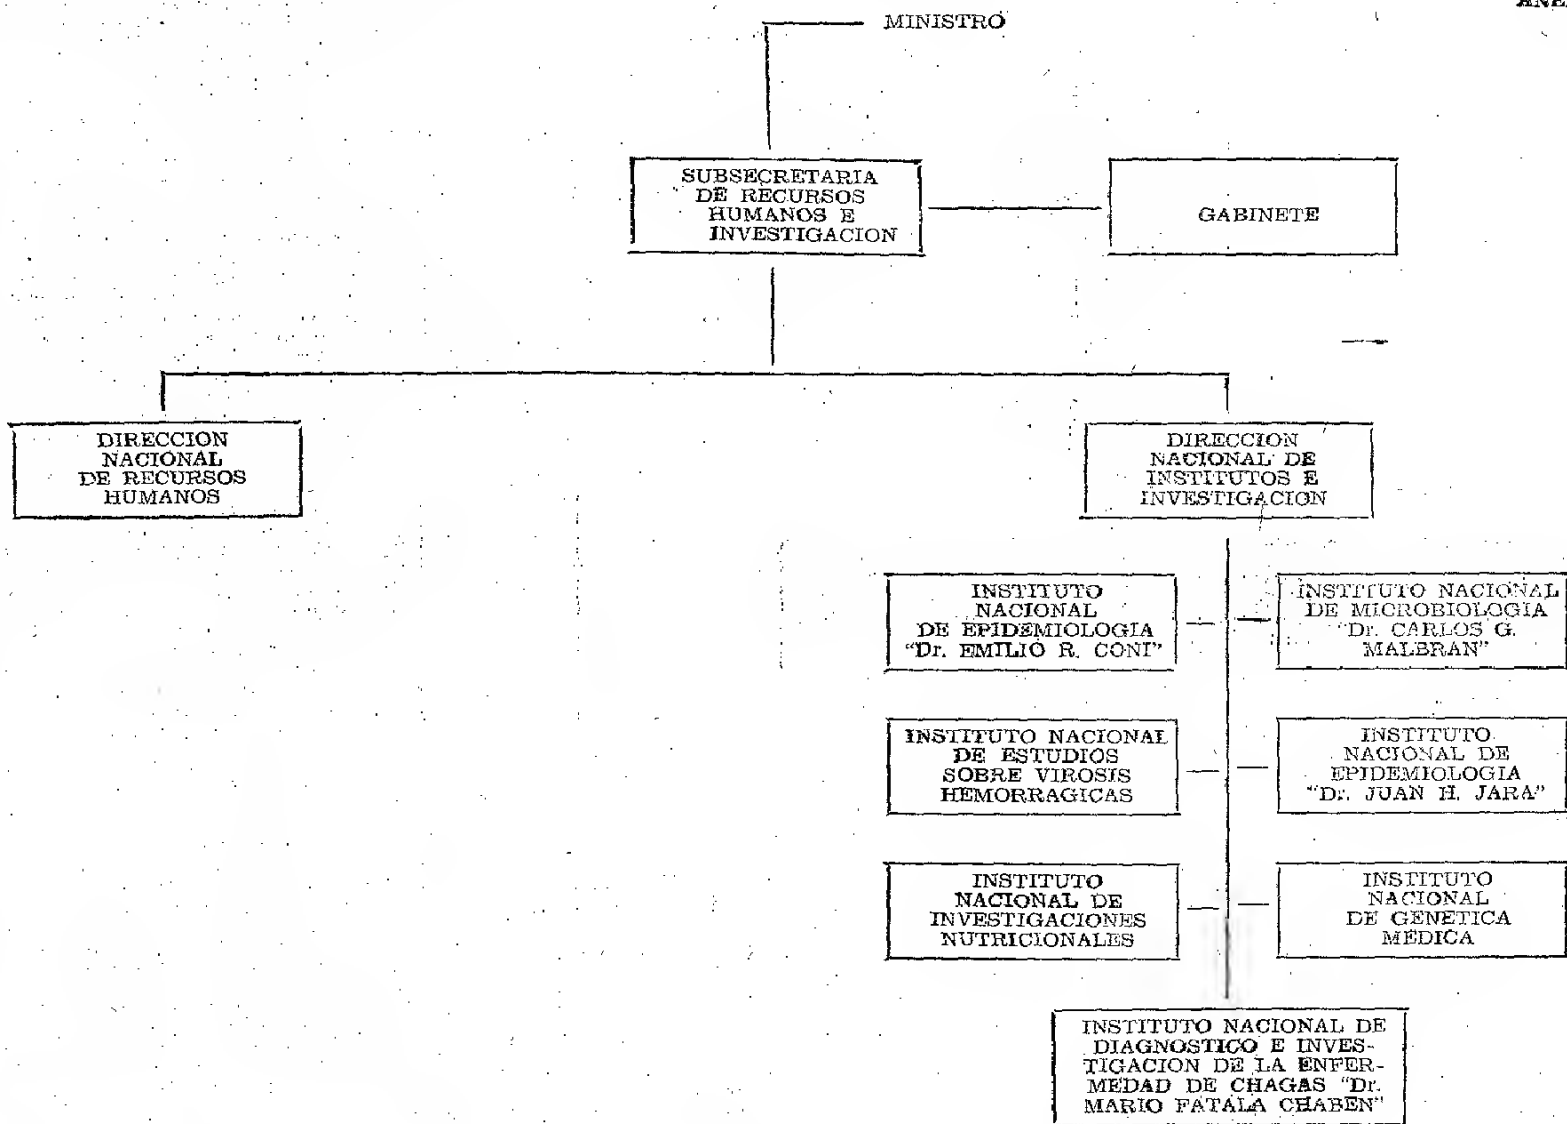 MINISTRO
SUBSECRETARIA
DE RECURSOS
HUMANOS E
INVESTIGACION
GABINETE
DIRECCION
NACIONAL
DE RECURSOS
HUMANOS
DIRECCION
NACIONAL DE
INSTITUTOS E
INVESTIGACION
INSTITUTO
NACIONAL
DE EPIDEMIOLOGIA
"Dr. EMILIO R. CONI"
INSTITUTO NACIONAL
DE MICROBIOLOGIA
"Dr. CARLOS G.
MALBRAN"
INSTITUTO NACIONAL
DE ESTUDIOS
SOBRE VIROSIS
HEMORRAGICAS
INSTITUTO
NACIONAL DE
EPIDEMIOLOGIA
"Dr. JUAN H. JARA"
INSTITUTO
NACIONAL DE
INVESTIGACIONES
NUTRICIONALES
INSTITUTO
NACIONAL
DE GENETICA
MEDICA
INSTITUTO NACIONAL DE
DIAGNOSTICO E INVES-
TIGACION DE LA ENFER-
MEDAD DE CHAGAS "Dr.
MARIO FATALA CHABEN"